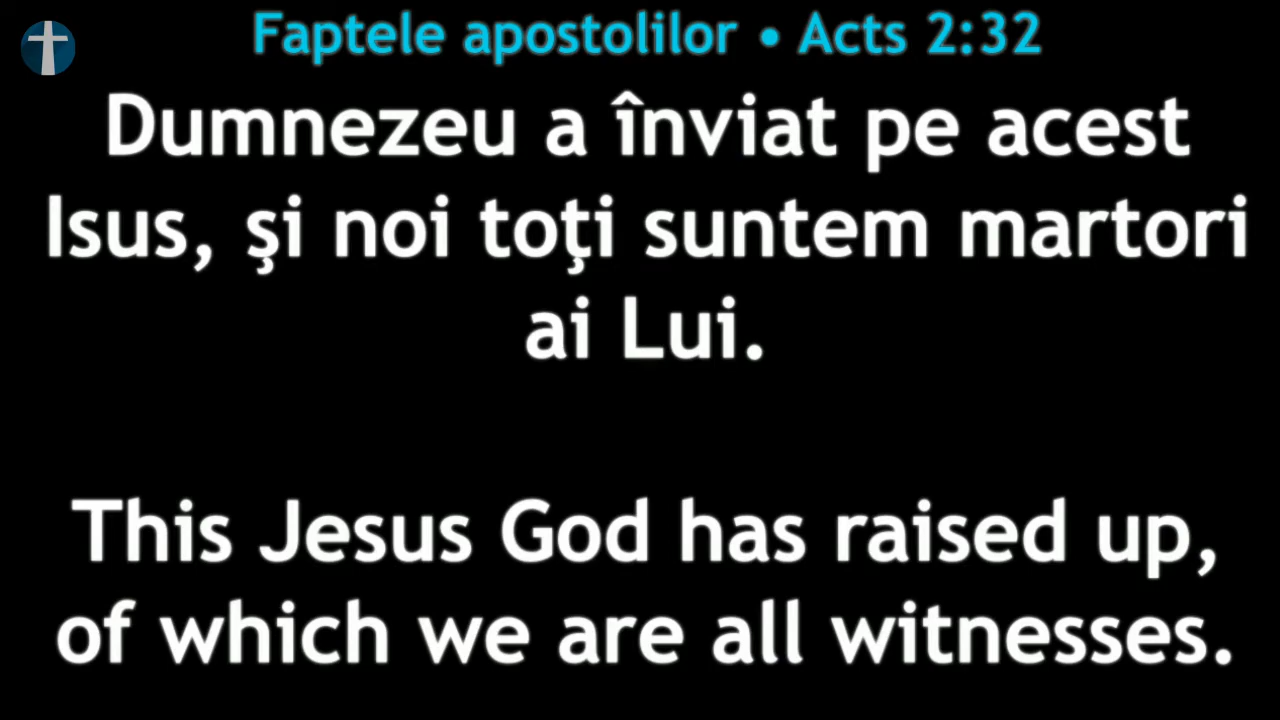 Faptele apostolilor • Acts 2:32
Dumnezeu a înviat pe acest
Isus, şi noi toţi suntem martori
ai Lui.
This Jesus God has raised up,
of which we are all witnesses.